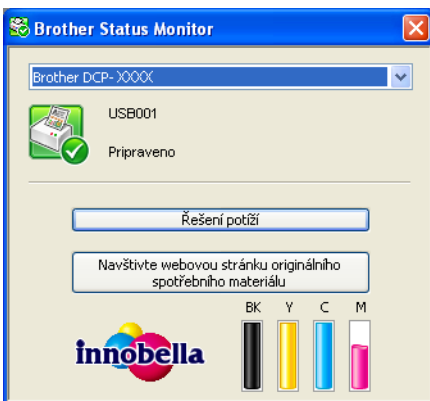 Brother Status Monitor
Brother DCP-XXXX
USB001
Pripraveno
Řešení potíží
Navštivte webovou stránku originálního
spotřebního materiálu
BK Y C M
innobella